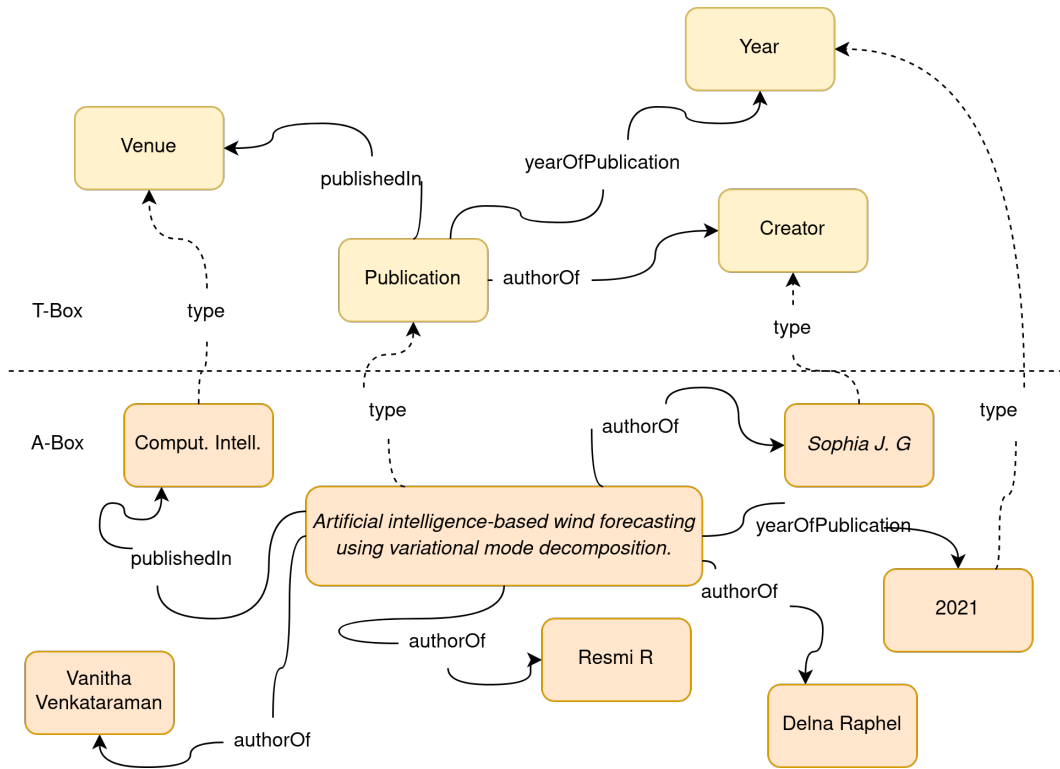 Year
Venue
yearOfPublication
publishedIn
Creator
Publication
authorOf
T-Box
type
type
type
type
A-Box
Comput. Intell.
authorOf
Sophia J. G
Artificial intelligence-based wind forecasting
using variational mode decomposition.
yearOfPublication
publishedIn
authorOf
2021
authorOf
Resmi R
Vanitha
Venkataraman
Delna Raphel
authorOf